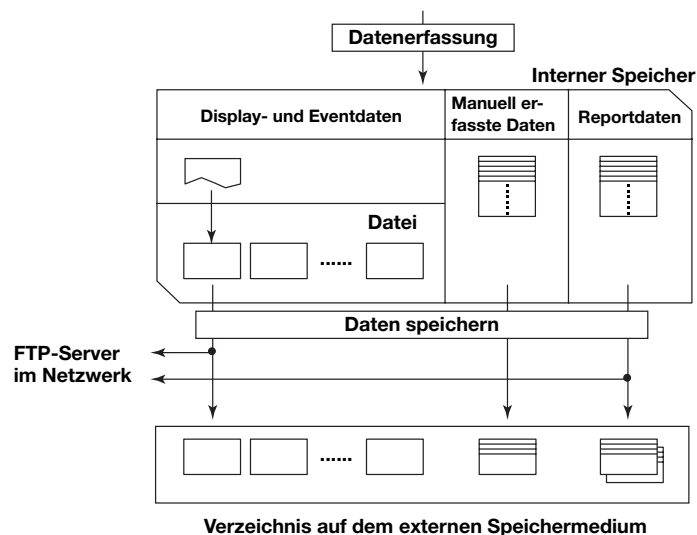 Datenerfassung
Interner Speicher
Display- und Eventdaten
Manuell er-
fasste Daten
Reportdaten
Datei
......
Daten speichern
FTP-Server
im Netzwerk
......
Verzeichnis auf dem externen Speichermedium